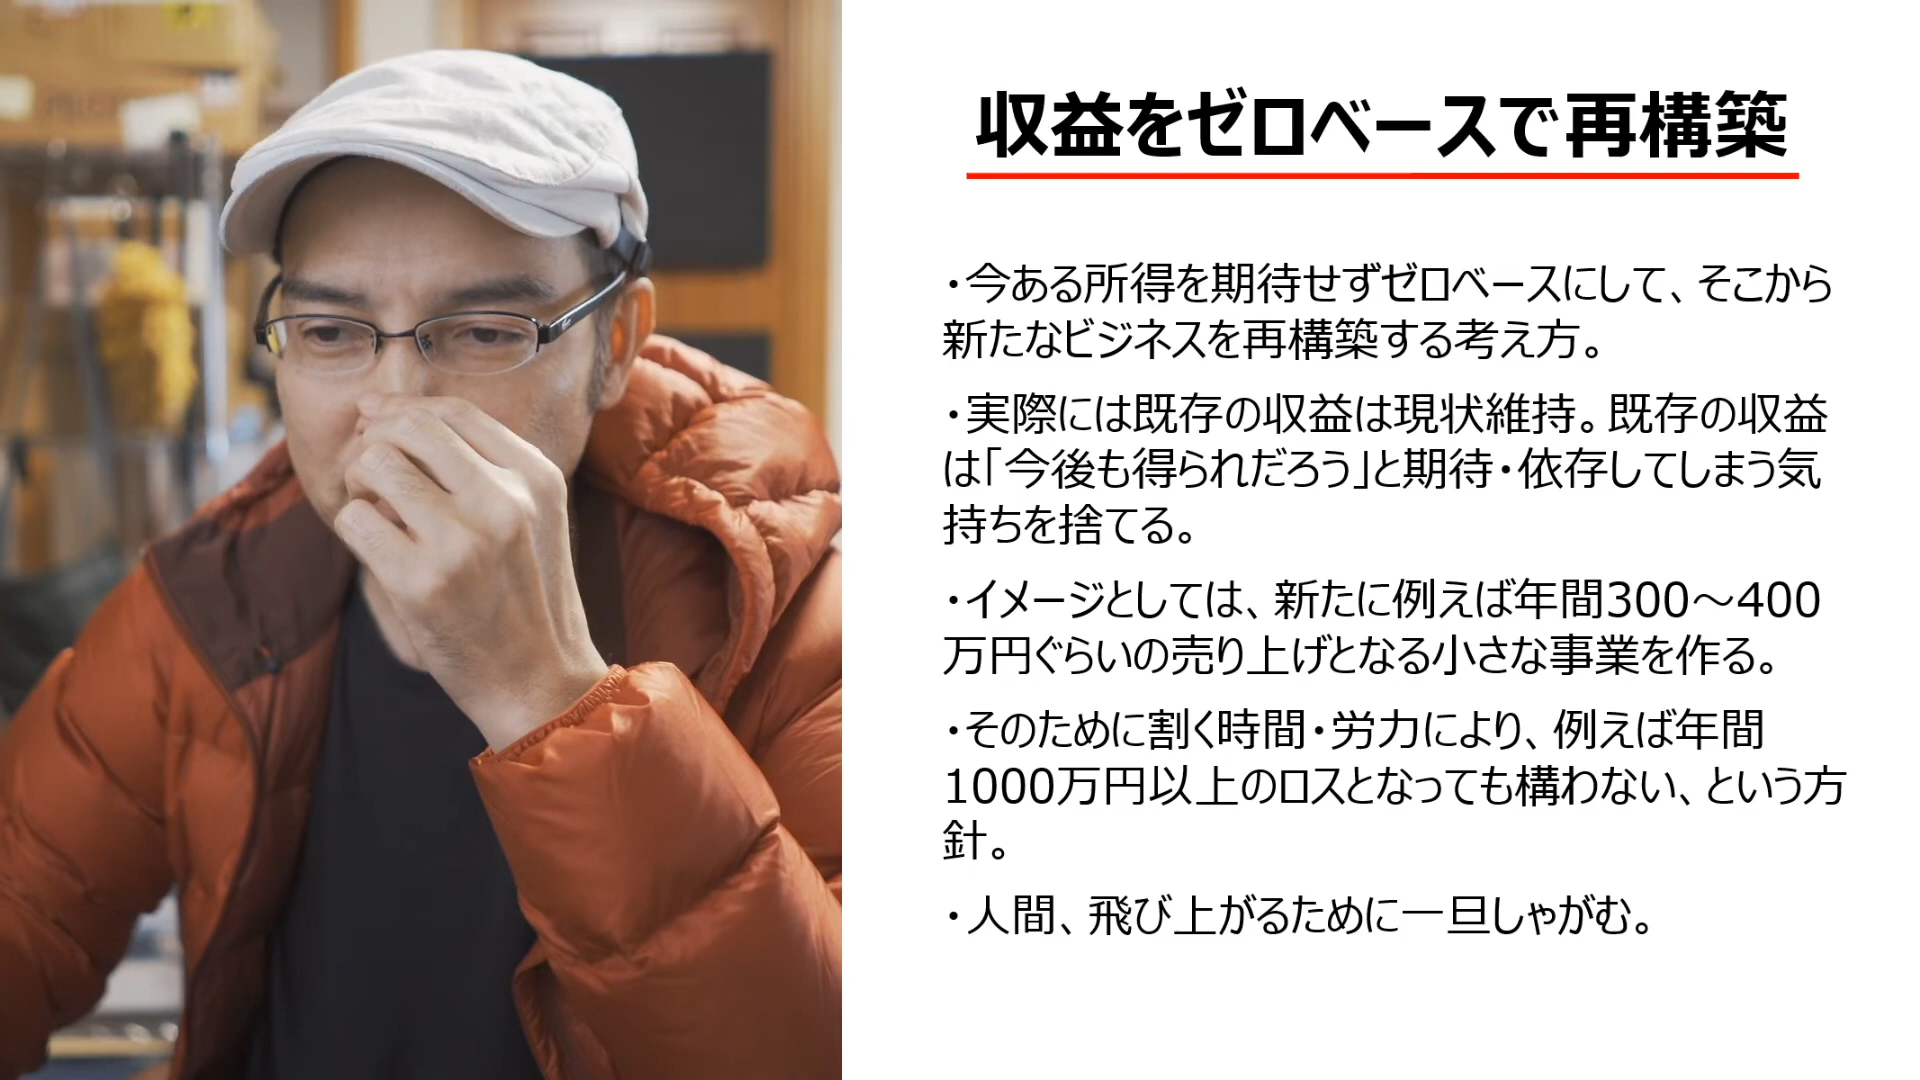 収益をゼロベースで再構築
・今ある所得を期待せずゼロベースにして、そこから
新たなビジネスを再構築する考え方。
・実際には既存の収益は現状維持。既存の収益
は「今後も得られだろう」と期待・依存してしまう気
持ちを捨てる。
・イメージとしては、新たに例えば年間300～400
万円ぐらいの売り上げとなる小さな事業を作る。
・そのために割く時間・労力により、例えば年間
1000万円以上のロスとなっても構わない、という方
針。
・人間、飛び上がるために一旦しゃがむ。